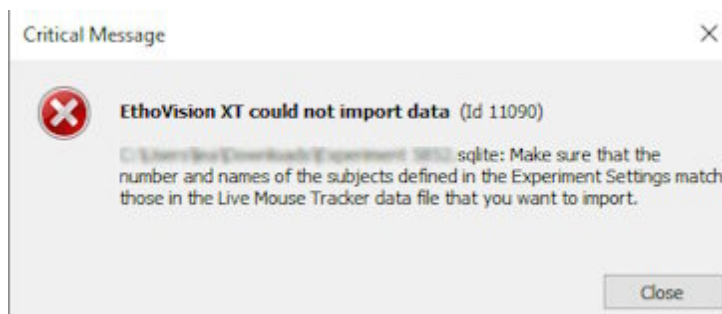 Critical Message
EthoVision XT could not import data (Id 11090)
.sqlite: Make sure that the
number and names of the subjects defined in the Experiment Settings match
those in the Live Mouse Tracker data file that you want to import.
Close